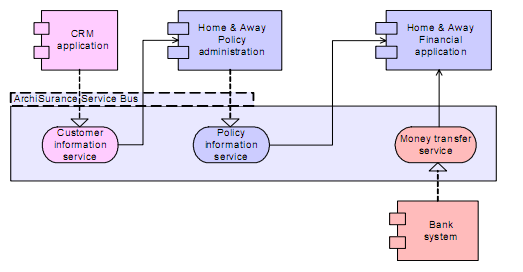 CRM
application
Home & Away
Policy
administration
Home & Away
Financial
application
ArchiSurance Service Bus
Customer
information
service
Policy
information
service
Money transfer
service
Bank
system